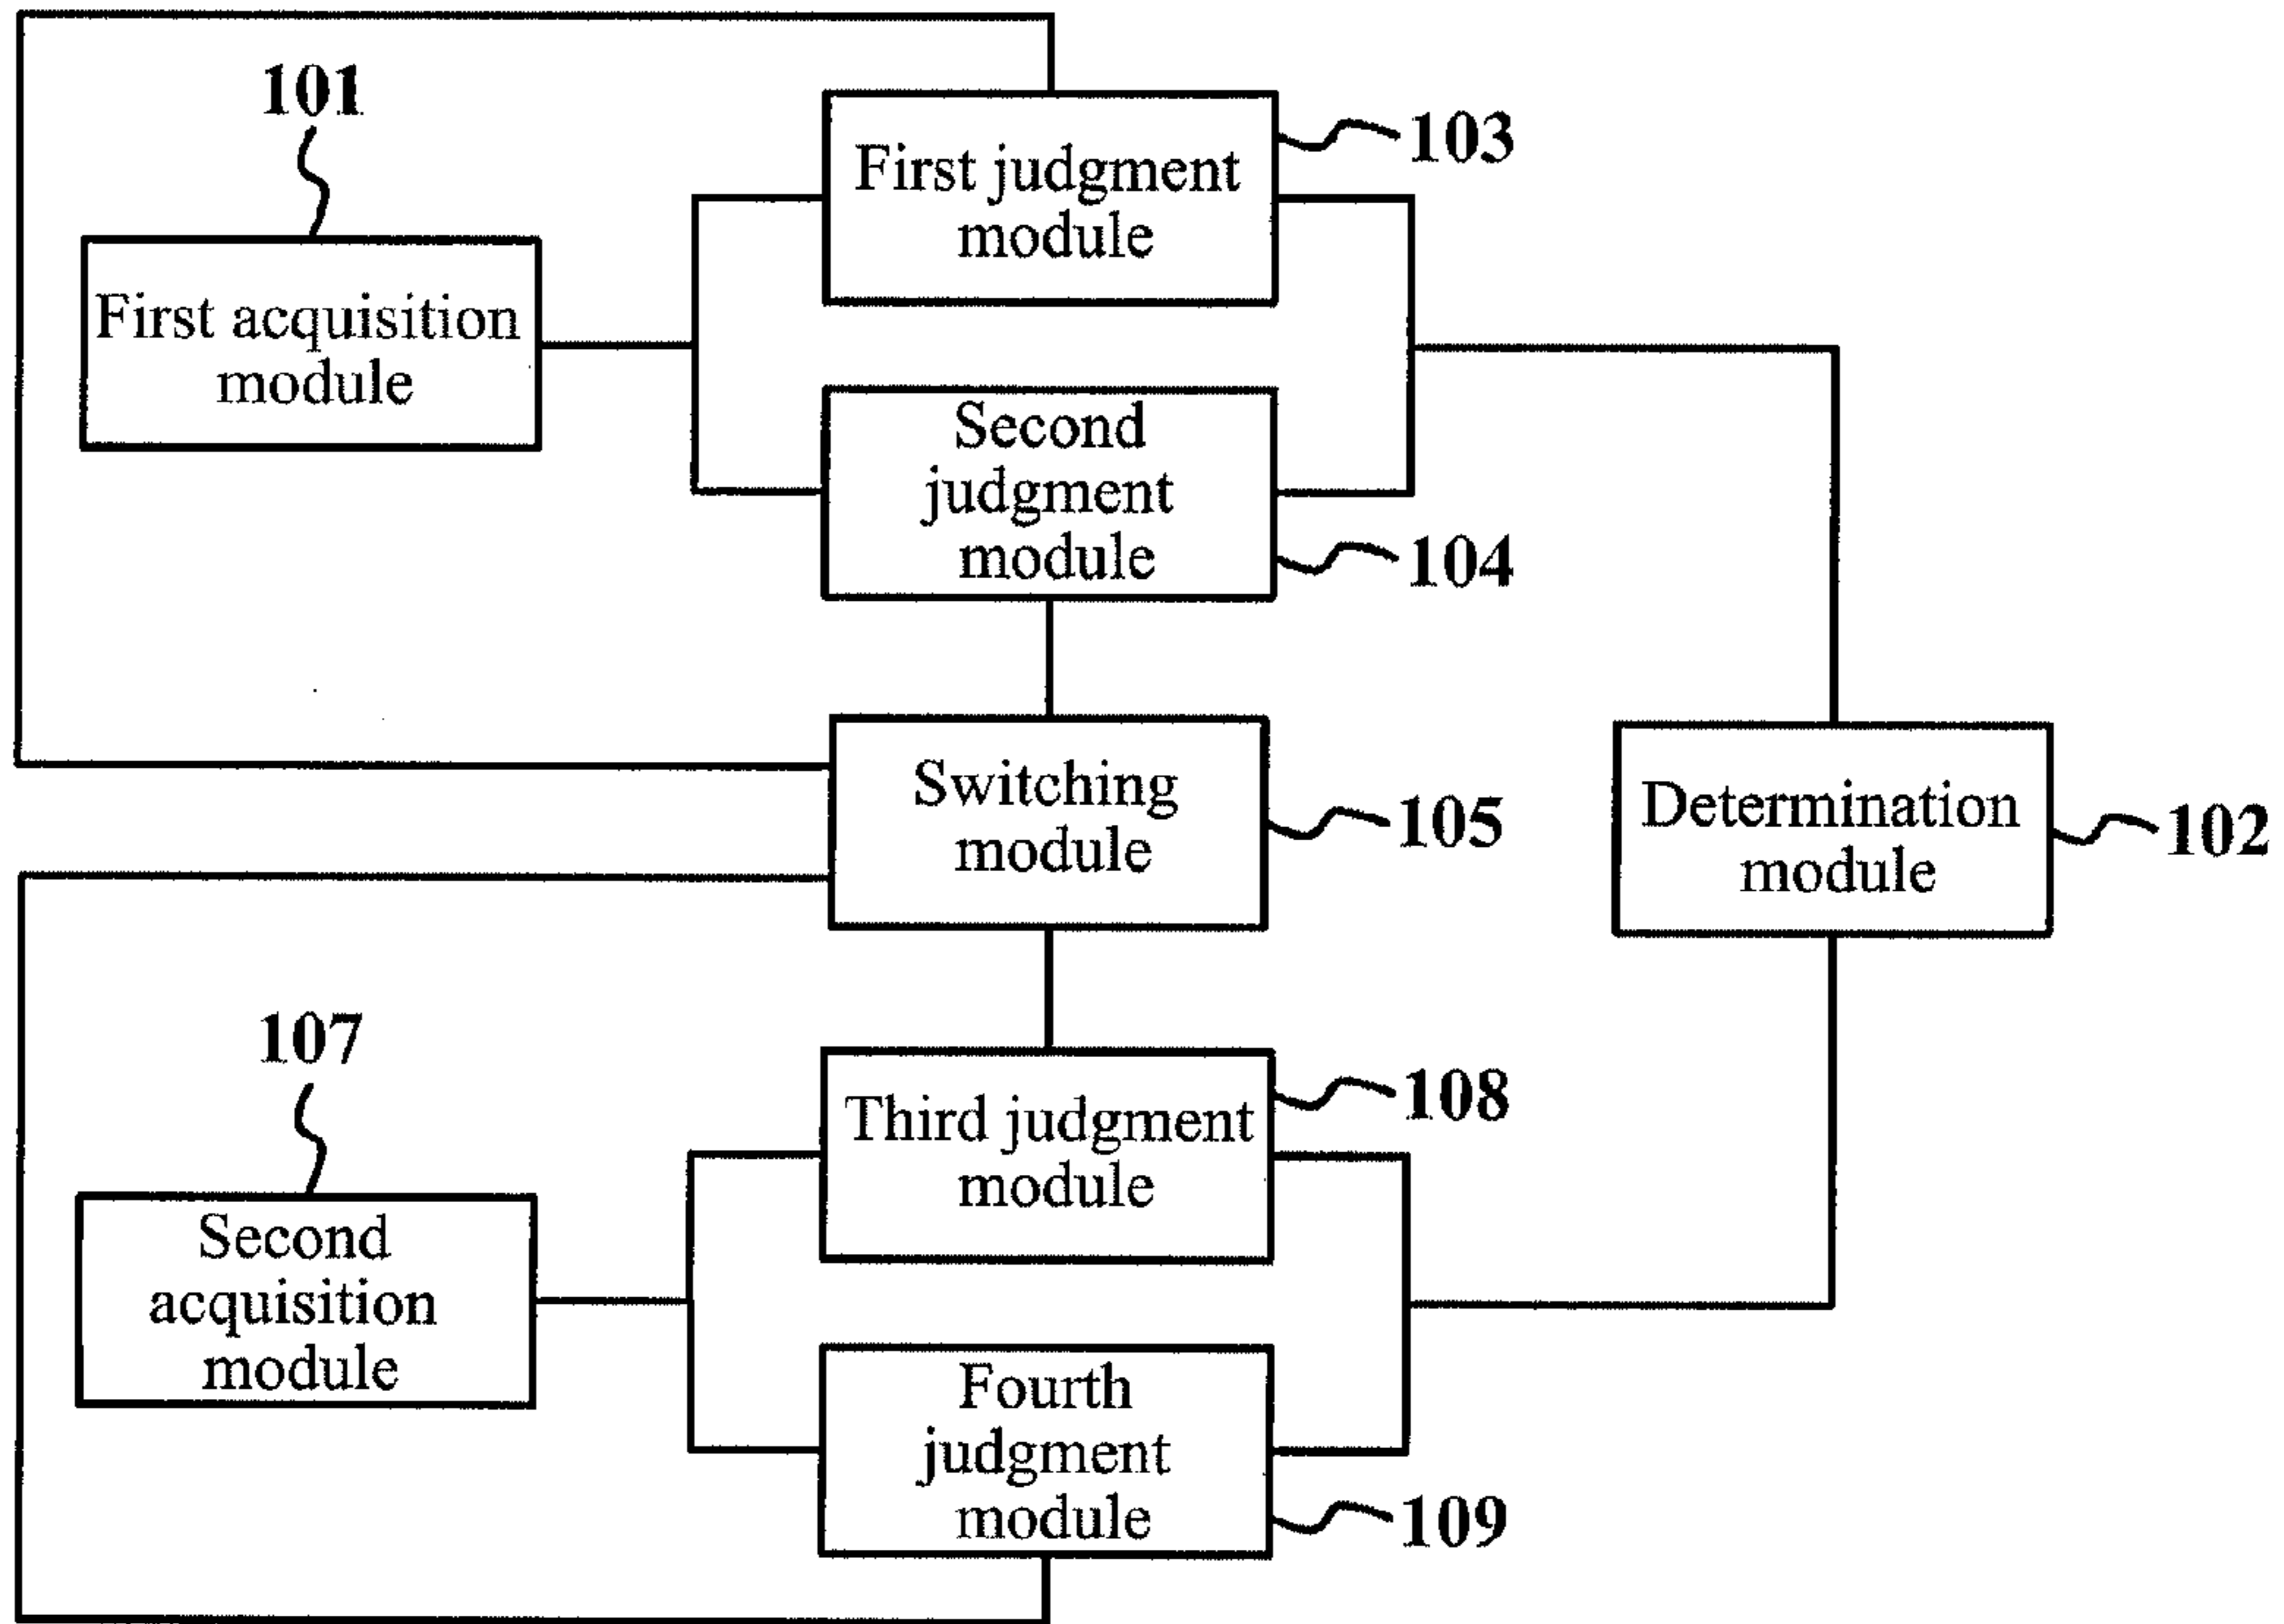 101
First acquisition
module
First judgment
module
103
Second
judgment
module
104
Switching
module
105
Determination
module
102
107
Second
acquisition
module
Third judgment
module
108
Fourth
judgment
module
109